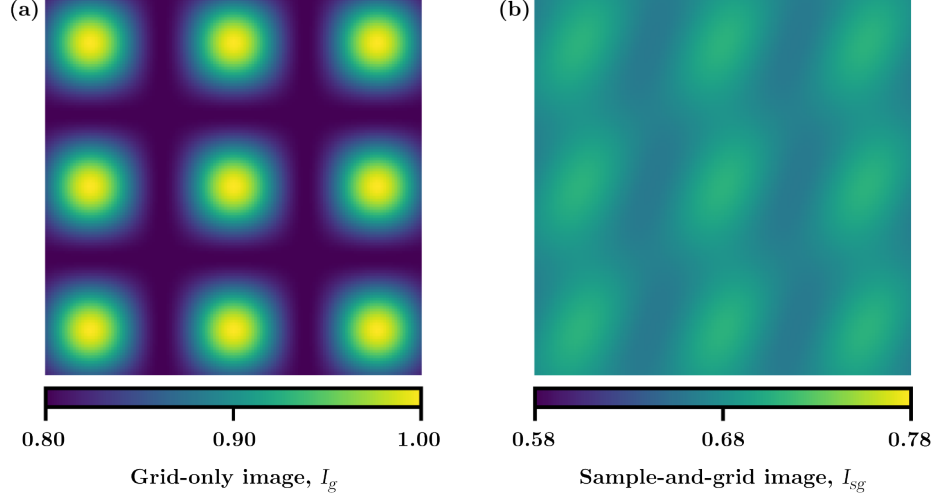 (a)
(b)
0.80 0.90 1.00
0.58 0.68 0.78
Grid-only image, I_g
Sample-and-grid image, I_sg